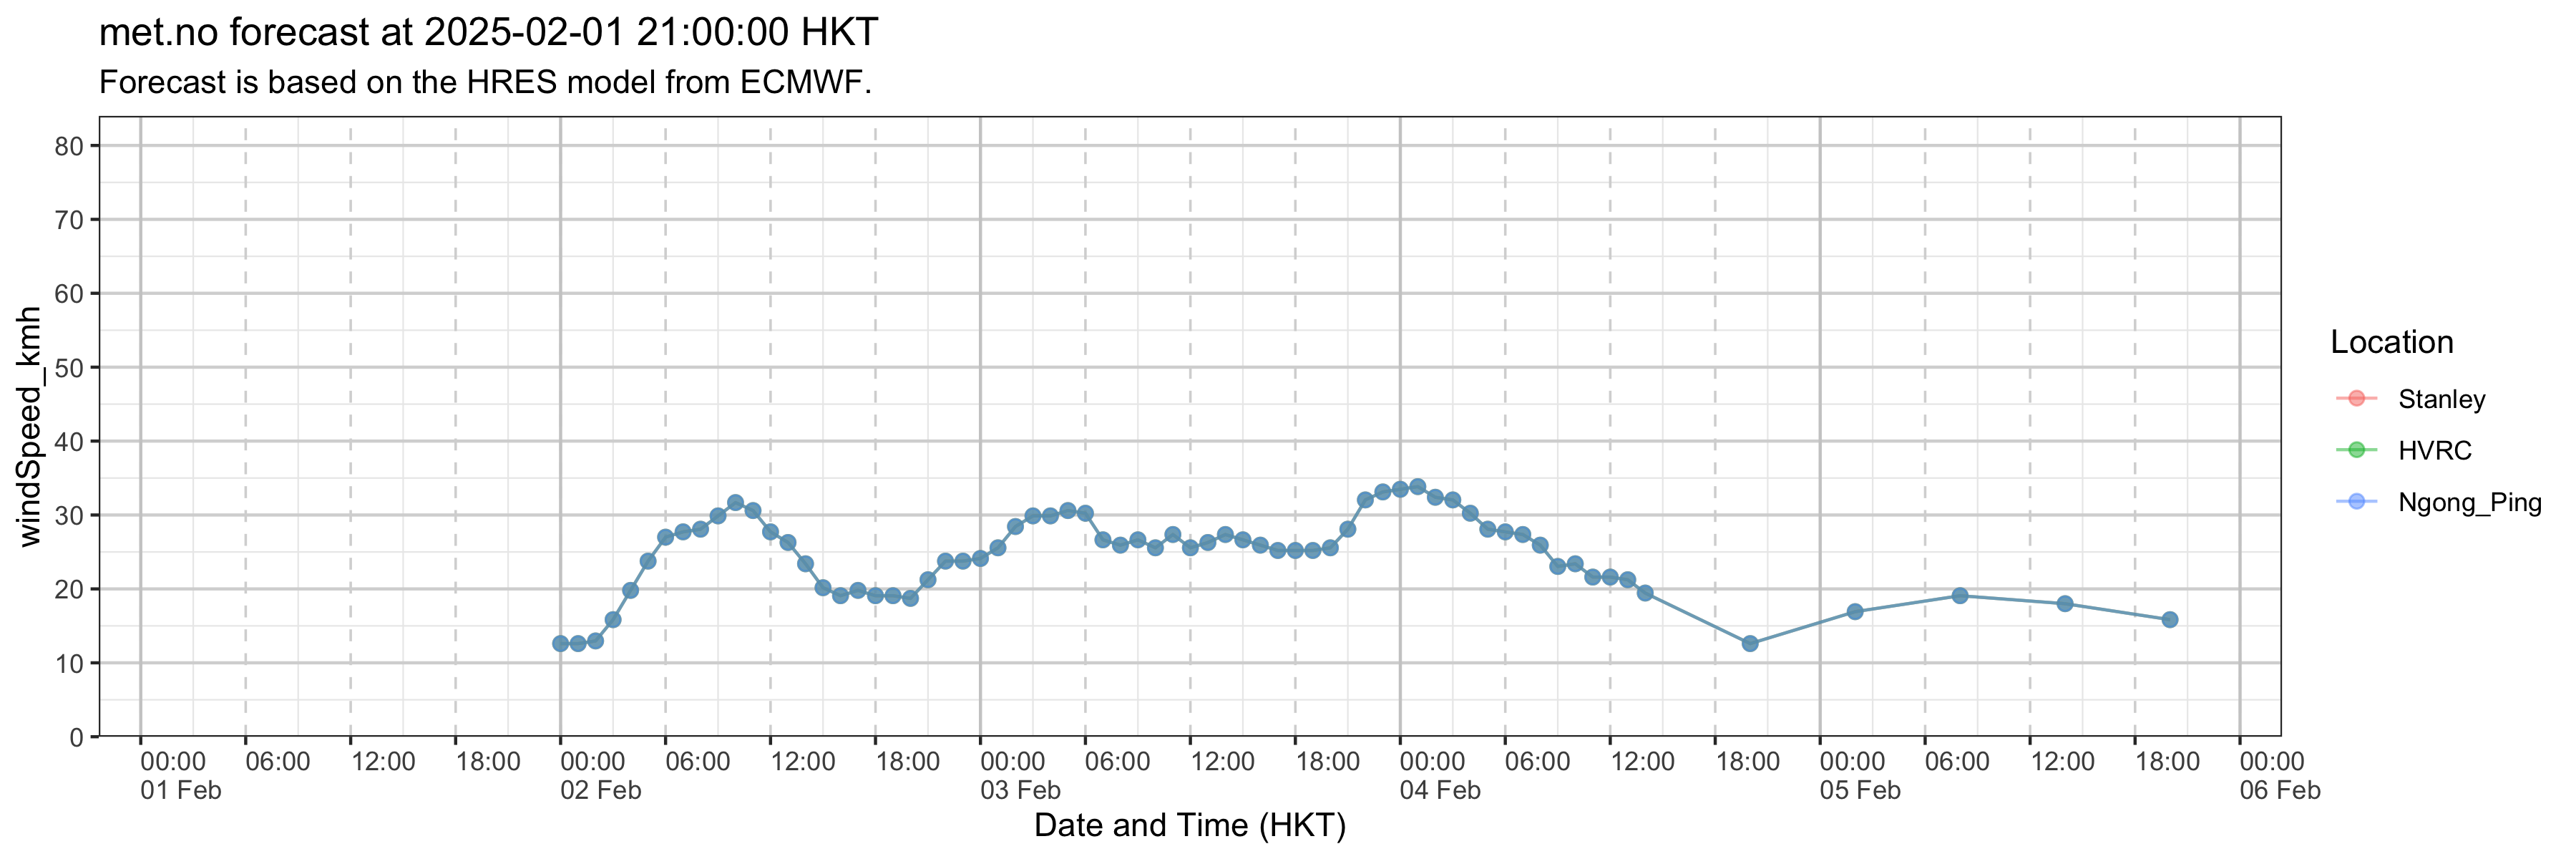 met.no forecast at 2025-02-01 21:00:00 HKT
Forecast is based on the HRES model from ECMWF.
windSpeed_kmh
80
70
60
50
40
30
20
10
0
00:00 06:00 12:00 18:00 00:00 06:00 12:00 18:00 00:00 06:00 12:00 18:00 00:00 06:00 12:00 18:00 00:00 06:00 12:00 18:00 00:00
01 Feb 02 Feb 03 Feb 04 Feb 05 Feb 06 Feb
Date and Time (HKT)
Location
Stanley
HVRC
Ngong_Ping